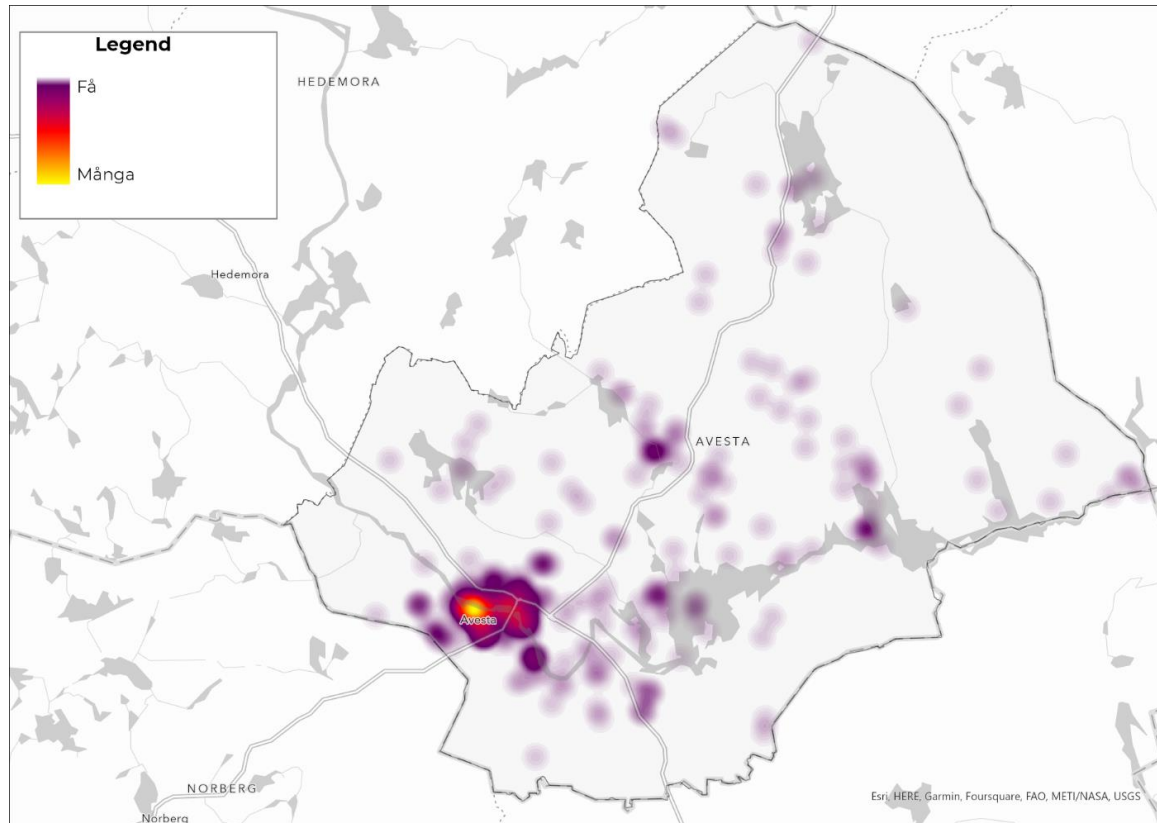 Legend
Få
Många
HEDEMORA
Hedemora
AVESTA
Avesta
NORBERG
Norberg
Esri, HERE, Garmin, Foursquare, FAO, METI/NASA, USGS